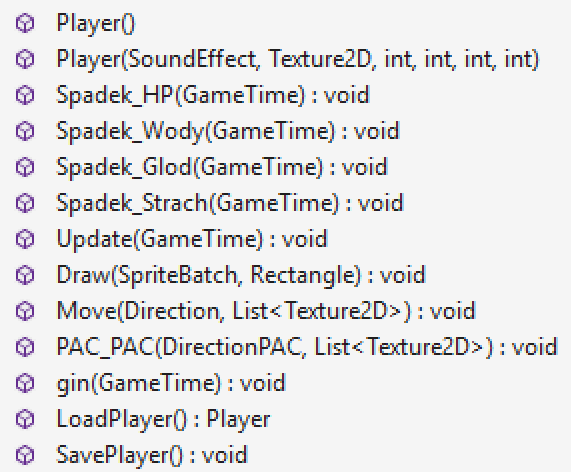 Player()
Player(SoundEffect, Texture2D, int, int, int, int)
Spadek_HP(GameTime) : void
Spadek_Wody(GameTime) : void
Spadek_Glod(GameTime) : void
Spadek_Strach(GameTime) : void
Update(GameTime) : void
Draw(SpriteBatch, Rectangle) : void
Move(Direction, List<Texture2D>) : void
PAC_PAC(DirectionPAC, List<Texture2D>) : void
gin(GameTime) : void
LoadPlayer() : Player
SavePlayer() : void